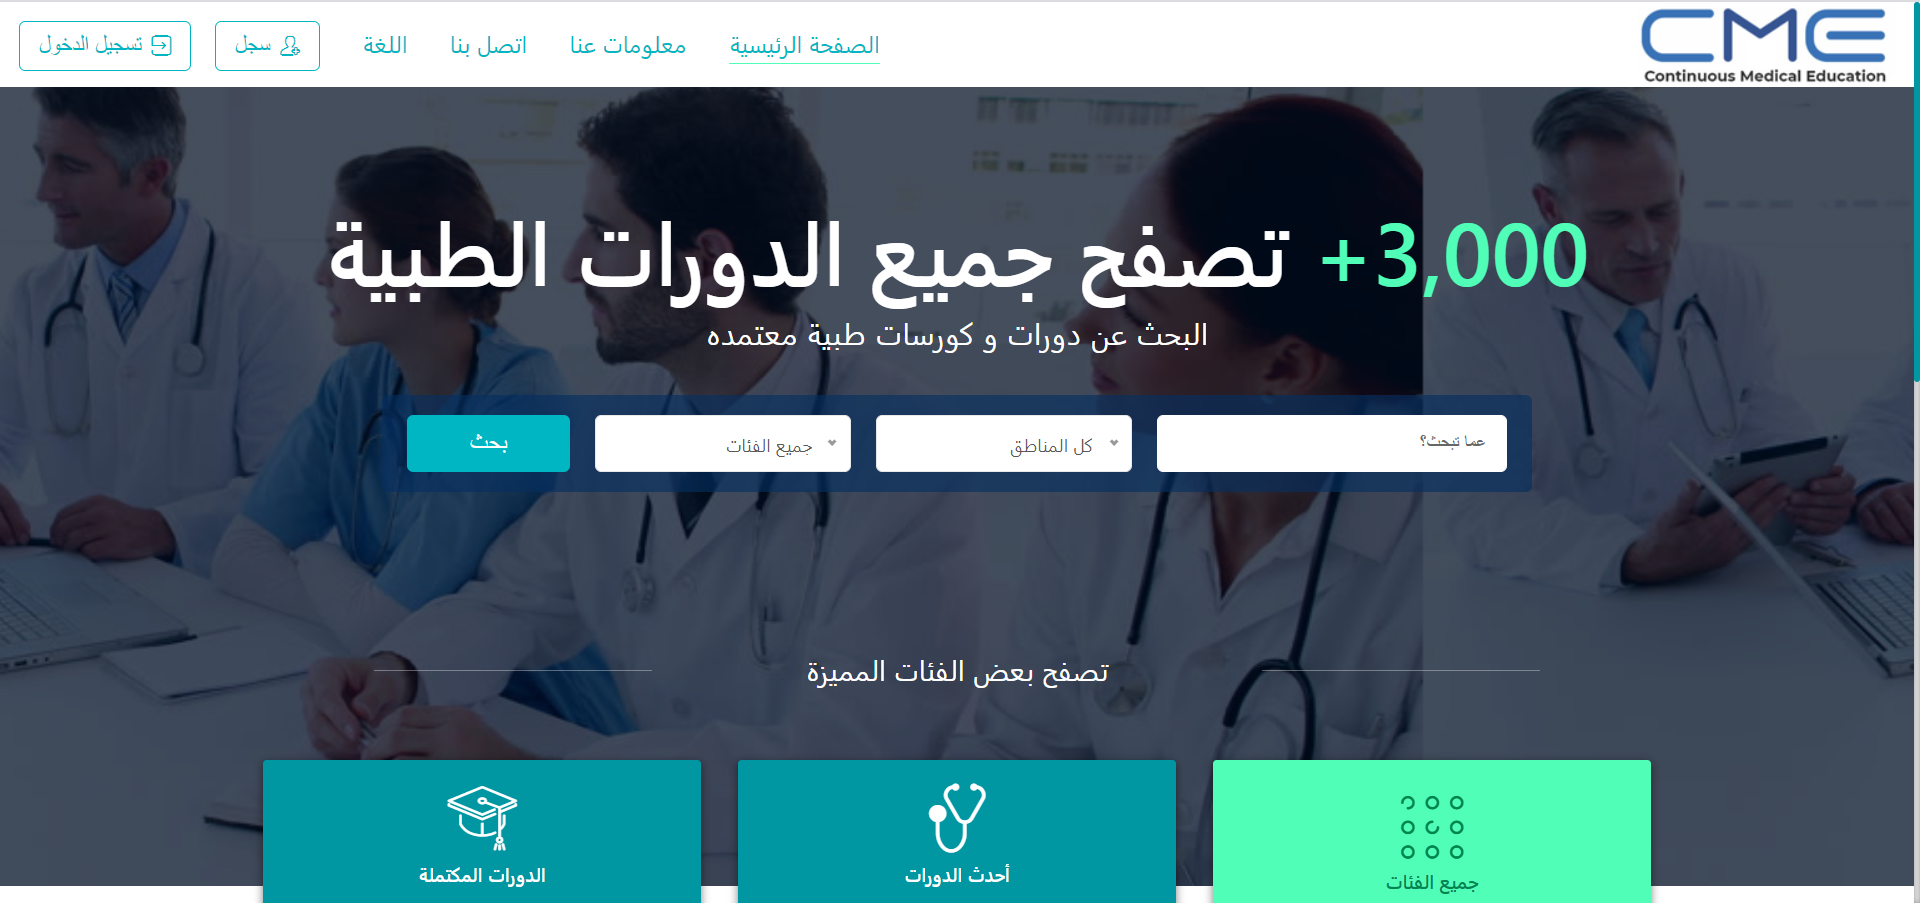 CME
Continuous Medical Education
الصفحة الرئيسية
معلومات عنا
اتصل بنا
اللغة
سجل
تسجيل الدخول
3,000+ تصفح جميع الدورات الطبية
البحث عن دورات و كورسات طبية معتمده
عما تبحث؟
كل المناطق
جميع الفئات
بحث
تصفح بعض الفئات المميزة
جميع الفئات
أحدث الدورات
الدورات المكتملة